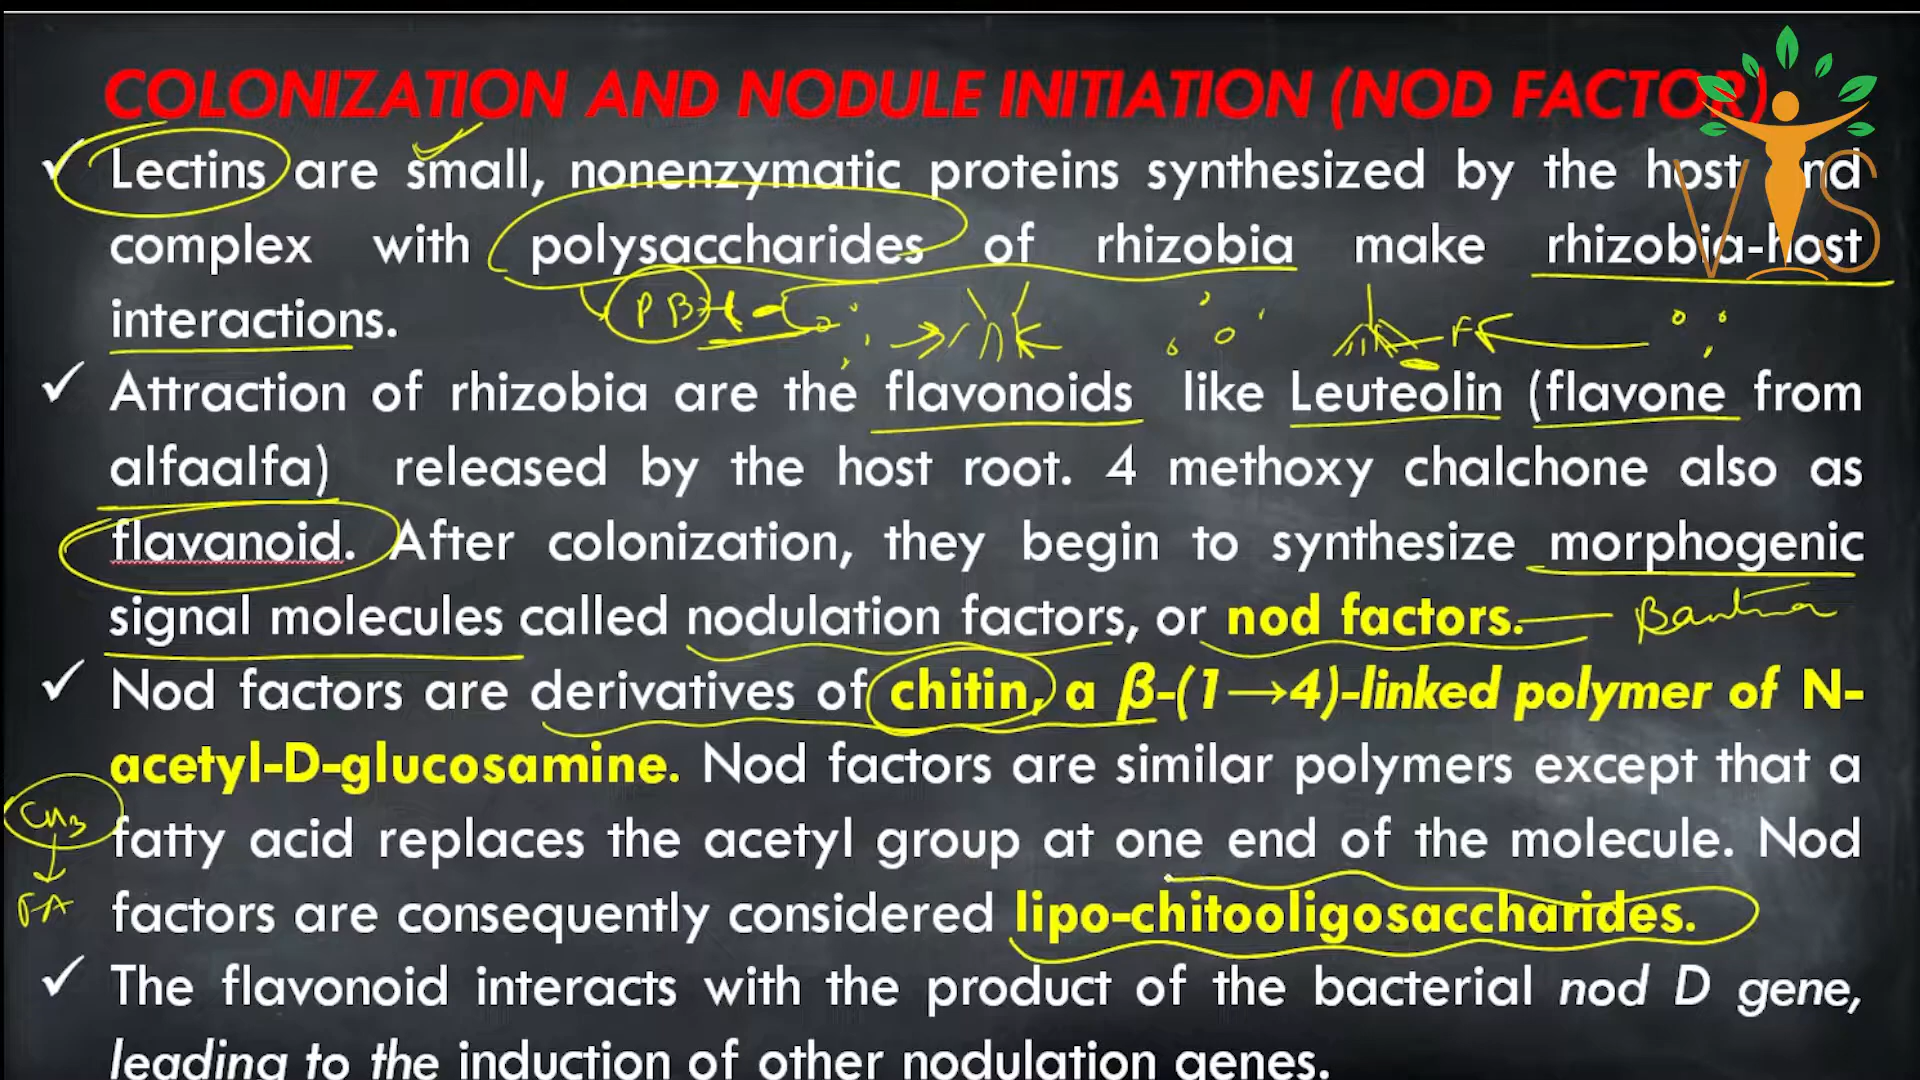 COLONIZATION AND NODULE INITIATION (NOD FACTOR)
✓ Lectins are small, nonenzymatic proteins synthesized by the host and
complex with polysaccharides of rhizobia make rhizobia-host
interactions.
✓ Attraction of rhizobia are the flavonoids like Leuteolin (flavone from
alfaalfa) released by the host root. 4 methoxy chalchone also as
flavanoid. After colonization, they begin to synthesize morphogenic
signal molecules called nodulation factors, or nod factors.
✓ Nod factors are derivatives of chitin, a β-(1→4)-linked polymer of N-
acetyl-D-glucosamine. Nod factors are similar polymers except that a
CH3
fatty acid replaces the acetyl group at one end of the molecule. Nod
FA
factors are consequently considered lipo-chitooligosaccharides.
✓ The flavonoid interacts with the product of the bacterial nod D gene,
leading to the induction of other nodulation genes.
V S